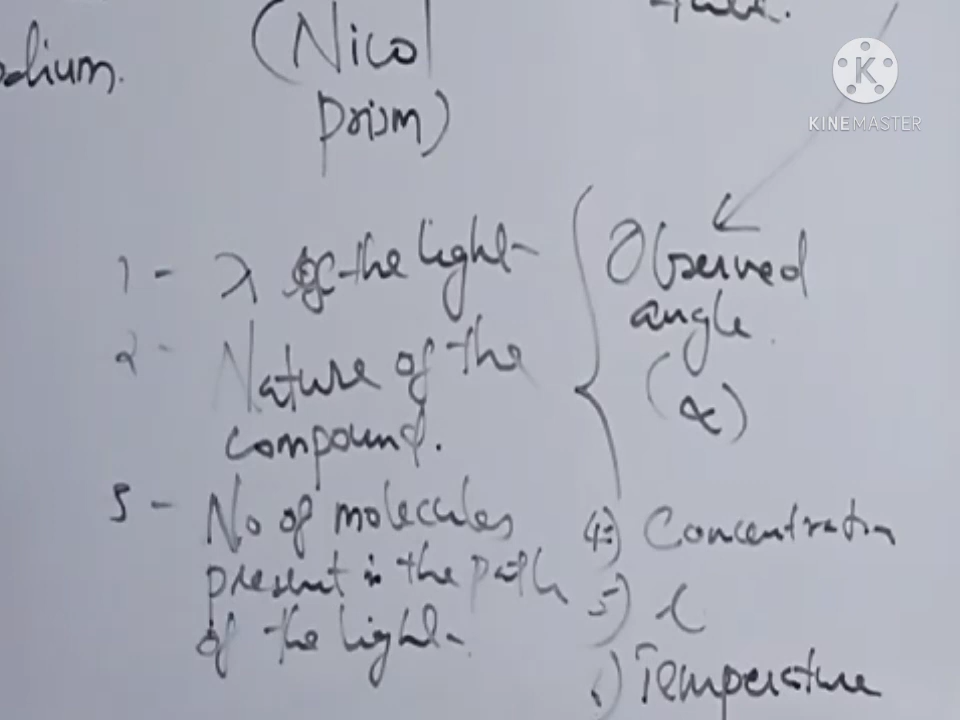 (Nicol
prism)
KINEMASTER
1 - λ of the light
2 - Nature of the
compound.
3 - No of molecules
present in the path
of the light.
Observed
angle.
(α)
4) Concentration
5) l
) Temperature